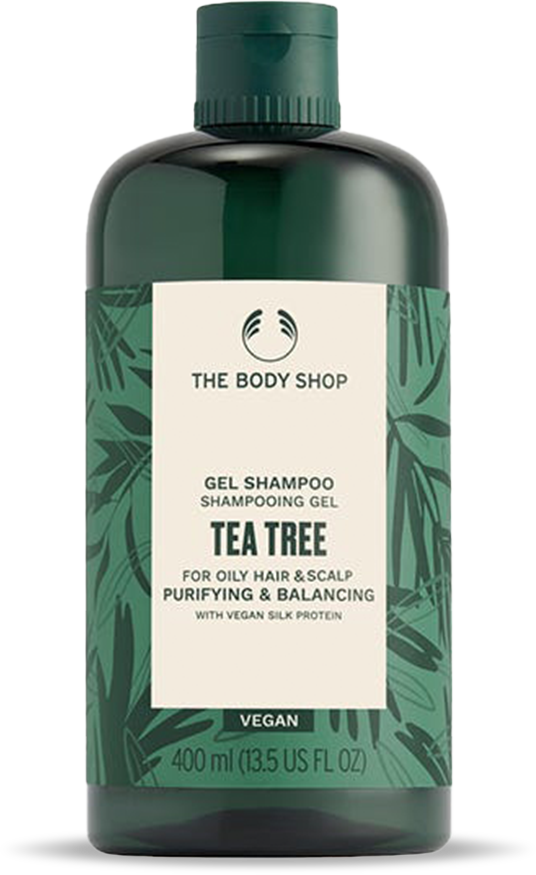 THE BODY SHOP
GEL SHAMPOO
SHAMPOOING GEL
TEA TREE
FOR OILY HAIR & SCALP
PURIFYING & BALANCING
WITH VEGAN SILK PROTEIN
VEGAN
400 ml (13.5 US FL OZ)